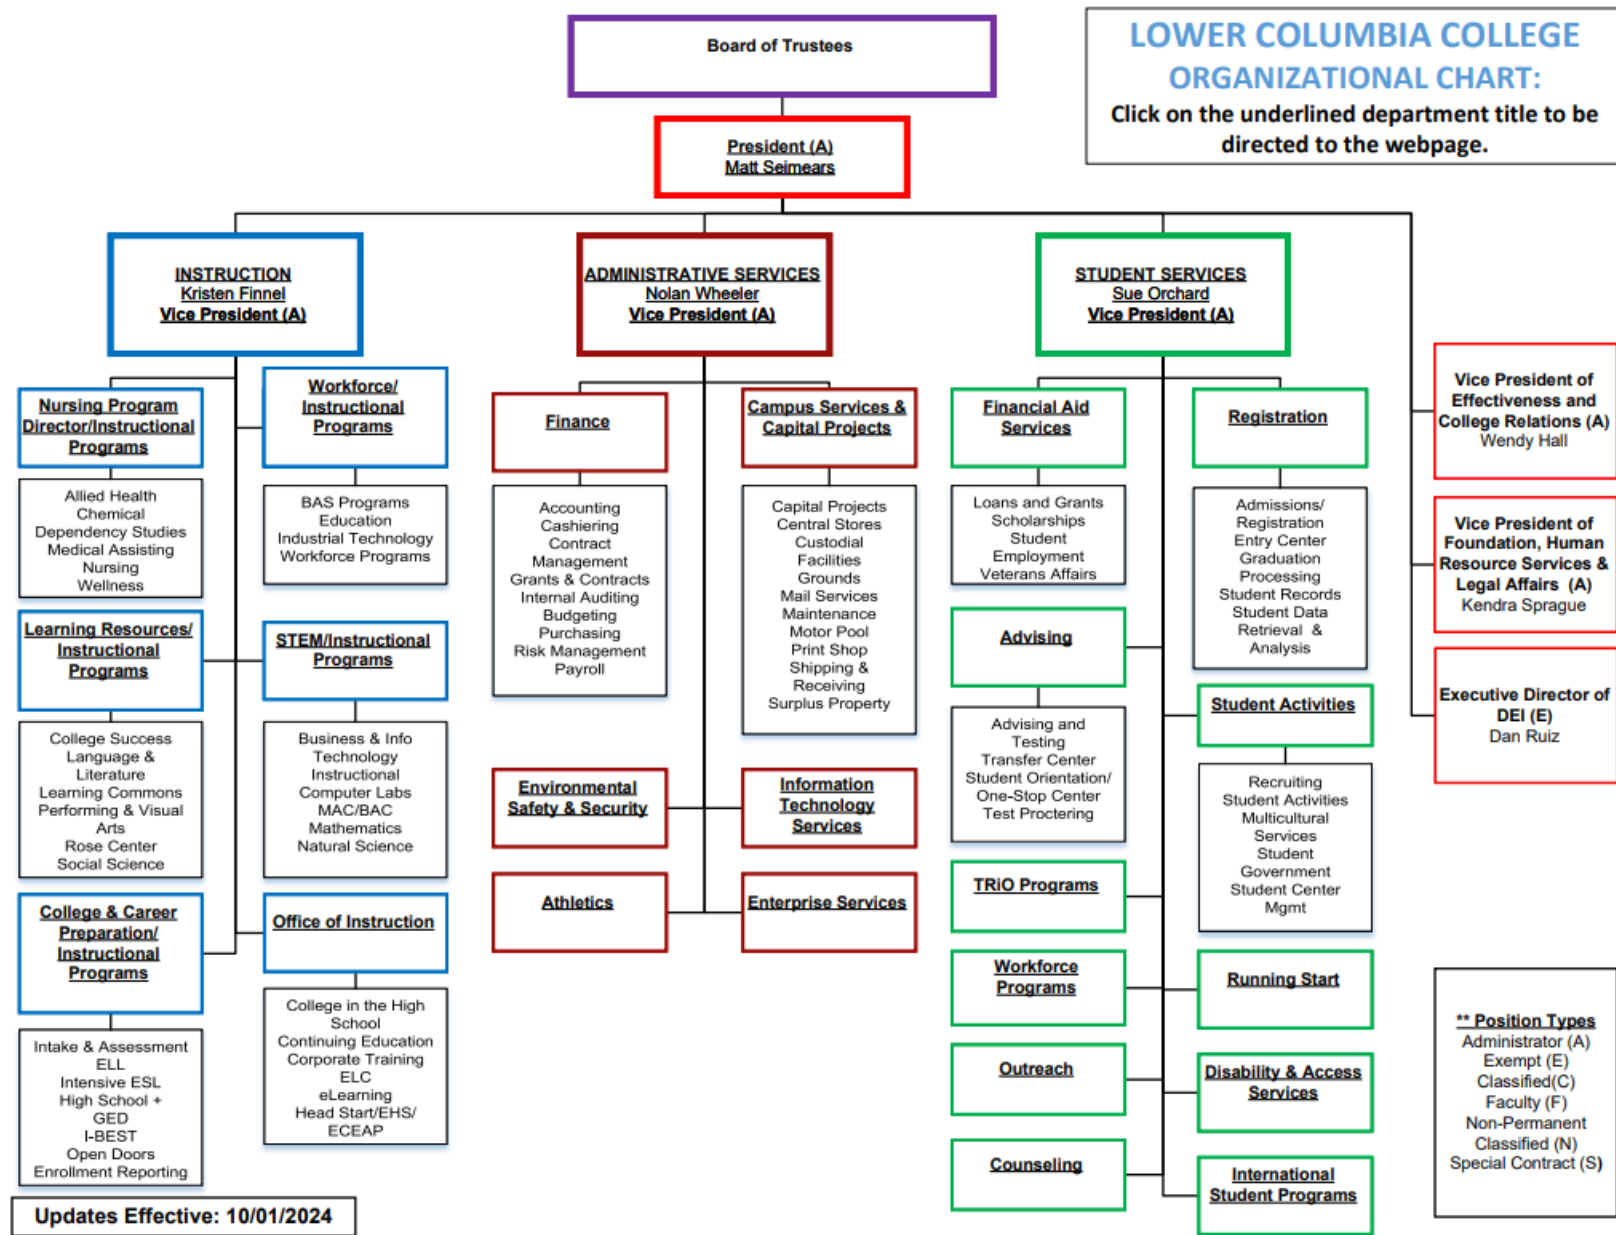 Board of Trustees
LOWER COLUMBIA COLLEGE
ORGANIZATIONAL CHART:
Click on the underlined department title to be
directed to the webpage.
President (A)
Matt Seimears
INSTRUCTION
Kristen Finnel
Vice President (A)
ADMINISTRATIVE SERVICES
Nolan Wheeler
Vice President (A)
STUDENT SERVICES
Sue Orchard
Vice President (A)
Vice President of
Effectiveness and
College Relations (A)
Wendy Hall
Vice President of
Foundation, Human
Resource Services &
Legal Affairs (A)
Kendra Sprague
Executive Director of
DEI (E)
Dan Ruiz
Nursing Program
Director/Instructional
Programs
Allied Health
Chemical
Dependency Studies
Medical Assisting
Nursing
Wellness
Workforce/
Instructional
Programs
BAS Programs
Education
Industrial Technology
Workforce Programs
Learning Resources/
Instructional
Programs
College Success
Language &
Literature
Learning Commons
Performing & Visual
Arts
Rose Center
Social Science
STEM/Instructional
Programs
Business & Info
Technology
Instructional
Computer Labs
MAC/BAC
Mathematics
Natural Science
College & Career
Preparation/
Instructional
Programs
Intake & Assessment
ELL
Intensive ESL
High School +
GED
I-BEST
Open Doors
Enrollment Reporting
Office of Instruction
College in the High
School
Continuing Education
Corporate Training
ELC
eLearning
Head Start/EHS/
ECEAP
Finance
Accounting
Cashiering
Contract
Management
Grants & Contracts
Internal Auditing
Budgeting
Purchasing
Risk Management
Payroll
Campus Services &
Capital Projects
Capital Projects
Central Stores
Custodial
Facilities
Grounds
Mail Services
Maintenance
Motor Pool
Print Shop
Shipping &
Receiving
Surplus Property
Environmental
Safety & Security
Information
Technology
Services
Athletics
Enterprise Services
Financial Aid
Services
Loans and Grants
Scholarships
Student
Employment
Veterans Affairs
Registration
Admissions/
Registration
Entry Center
Graduation
Processing
Student Records
Student Data
Retrieval &
Analysis
Advising
Advising and
Testing
Transfer Center
Student Orientation/
One-Stop Center
Test Proctering
Student Activities
Recruiting
Student Activities
Multicultural
Services
Student
Government
Student Center
Mgmt
TRiO Programs
Workforce
Programs
Running Start
Outreach
Disability & Access
Services
Counseling
International
Student Programs
** Position Types
Administrator (A)
Exempt (E)
Classified(C)
Faculty (F)
Non-Permanent
Classified (N)
Special Contract (S)
Updates Effective: 10/01/2024